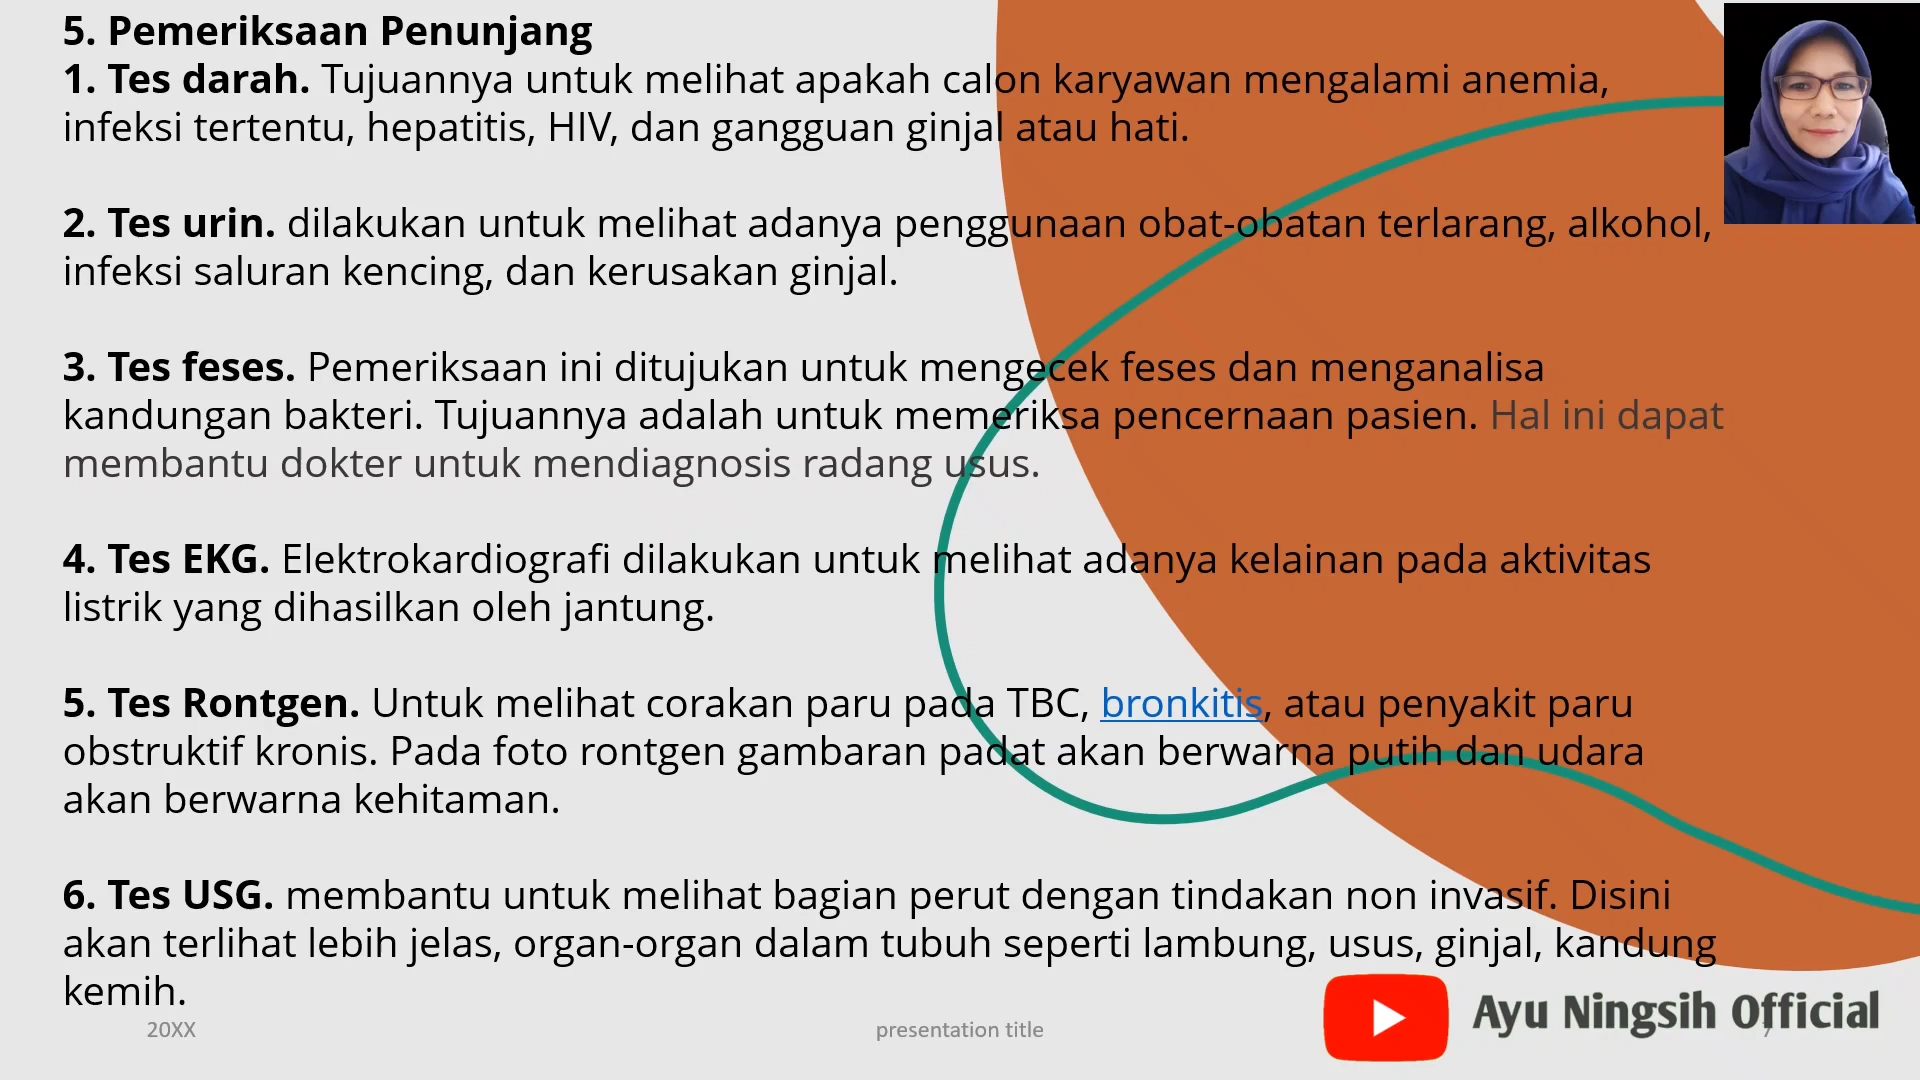 5. Pemeriksaan Penunjang
1. Tes darah. Tujuannya untuk melihat apakah calon karyawan mengalami anemia,
infeksi tertentu, hepatitis, HIV, dan gangguan ginjal atau hati.
2. Tes urin. dilakukan untuk melihat adanya penggunaan obat-obatan terlarang, alkohol,
infeksi saluran kencing, dan kerusakan ginjal.
3. Tes feses. Pemeriksaan ini ditujukan untuk mengecek feses dan menganalisa
kandungan bakteri. Tujuannya adalah untuk memeriksa pencernaan pasien. Hal ini dapat
membantu dokter untuk mendiagnosis radang usus.
4. Tes EKG. Elektrokardiografi dilakukan untuk melihat adanya kelainan pada aktivitas
listrik yang dihasilkan oleh jantung.
5. Tes Rontgen. Untuk melihat corakan paru pada TBC, bronkitis, atau penyakit paru
obstruktif kronis. Pada foto rontgen gambaran padat akan berwarna putih dan udara
akan berwarna kehitaman.
6. Tes USG. membantu untuk melihat bagian perut dengan tindakan non invasif. Disini
akan terlihat lebih jelas, organ-organ dalam tubuh seperti lambung, usus, ginjal, kandung
kemih.
20XX
presentation title
Ayu Ningsih Official
7